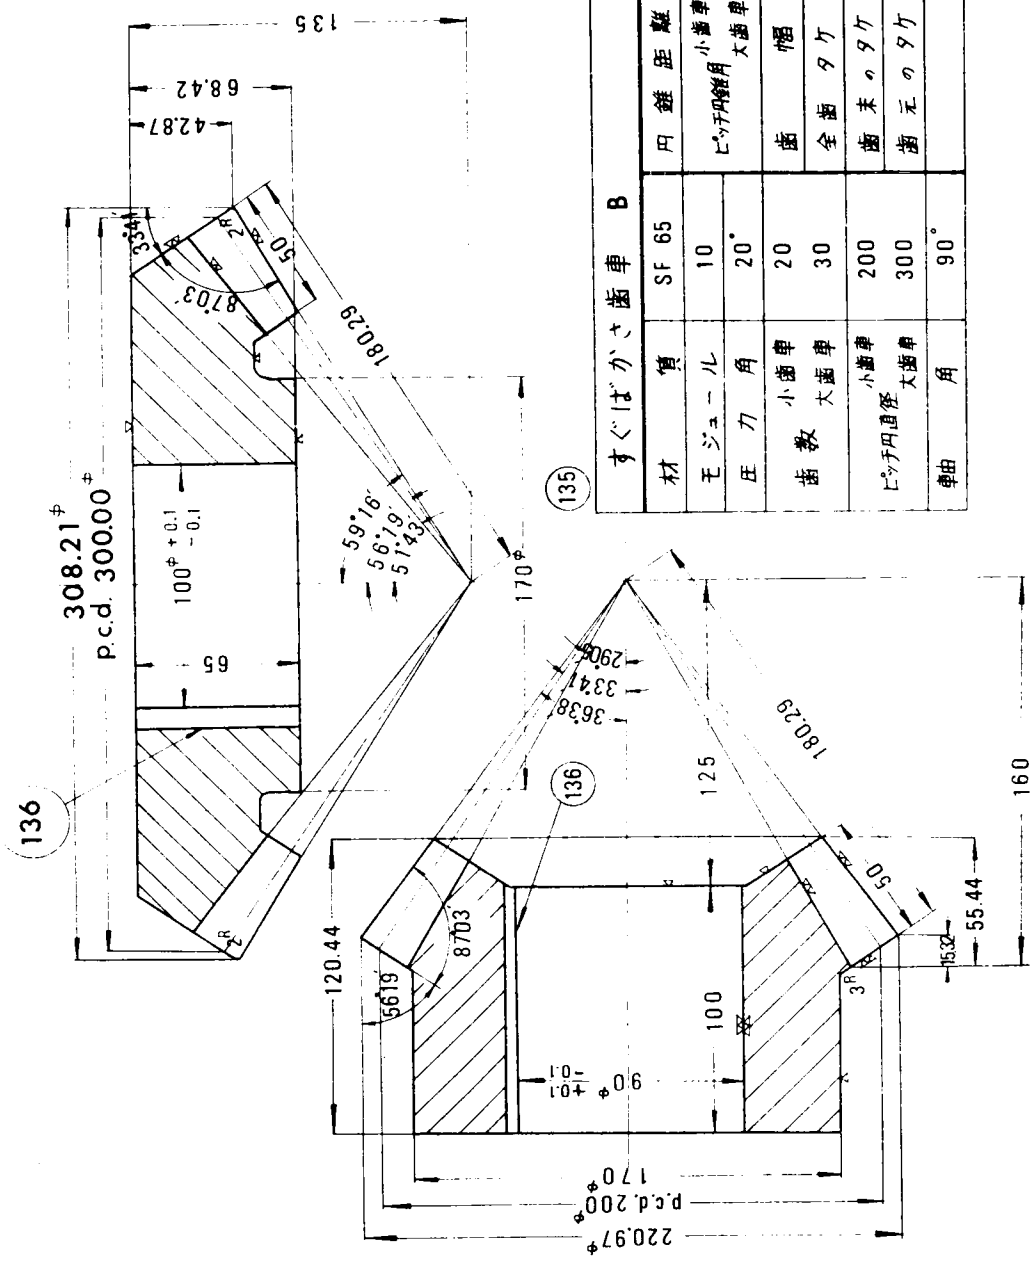 136
308.21φ
p.c.d. 300.00φ
100φ +0.1 -0.1
65
135
68.42
42.87
33°41′
87°03′
2R
2R
50
180.29
59°16′
56°19′
51°43′
170φ
135
すぐばかさ歯車 B
材質 SF 65 円錐距離
モジュール 10 ピッチ円錐角 小歯車
圧力角 20° 大歯車
歯数 小歯車 20 歯幅
大歯車 30 全歯タケ
ピッチ円直径 小歯車 200 歯末のタケ
大歯車 300 歯元のタケ
軸角 90°
120.44
56°19′
87°03′
136
36°38′
33°41′
125
180.29
160
50
55.44
15.32
3R
100
90φ +0.1 -0.1
170φ
p.c.d. 200φ
220.97φ